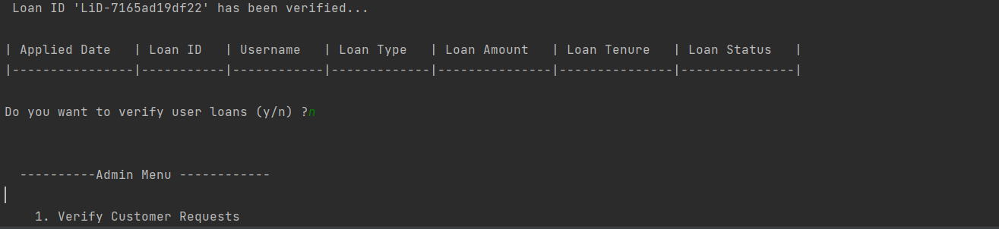 Loan ID 'LiD-7165ad19df22' has been verified...
| Applied Date   | Loan ID   | Username   | Loan Type   | Loan Amount   | Loan Tenure   | Loan Status   |
|----------------|-----------|------------|-------------|---------------|---------------|---------------|
Do you want to verify user loans (y/n) ?n
----------Admin Menu ------------
1. Verify Customer Requests